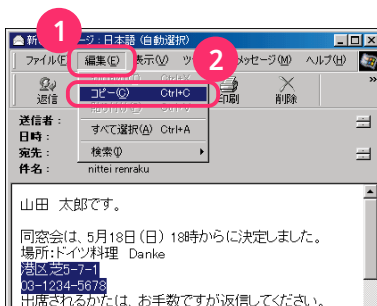 1
ージ:日本語 (自動選択)
ファイル(F) 編集(E) 表示(V) メッセージ(M) ヘルプ(H)
2
送信 印刷 削除 »
コピー(C) Ctrl+C
すべて選択(A) Ctrl+A
検索(I)
送信者:
日時:
宛先:
件名: nittei renraku
山田 太郎です。
同窓会は、5月18日(日) 18時からに決定しました。
場所:ドイツ料理 Danke
港区芝5-7-1
03-1234-5678
出席されるかたは、お手数ですが返信してください。